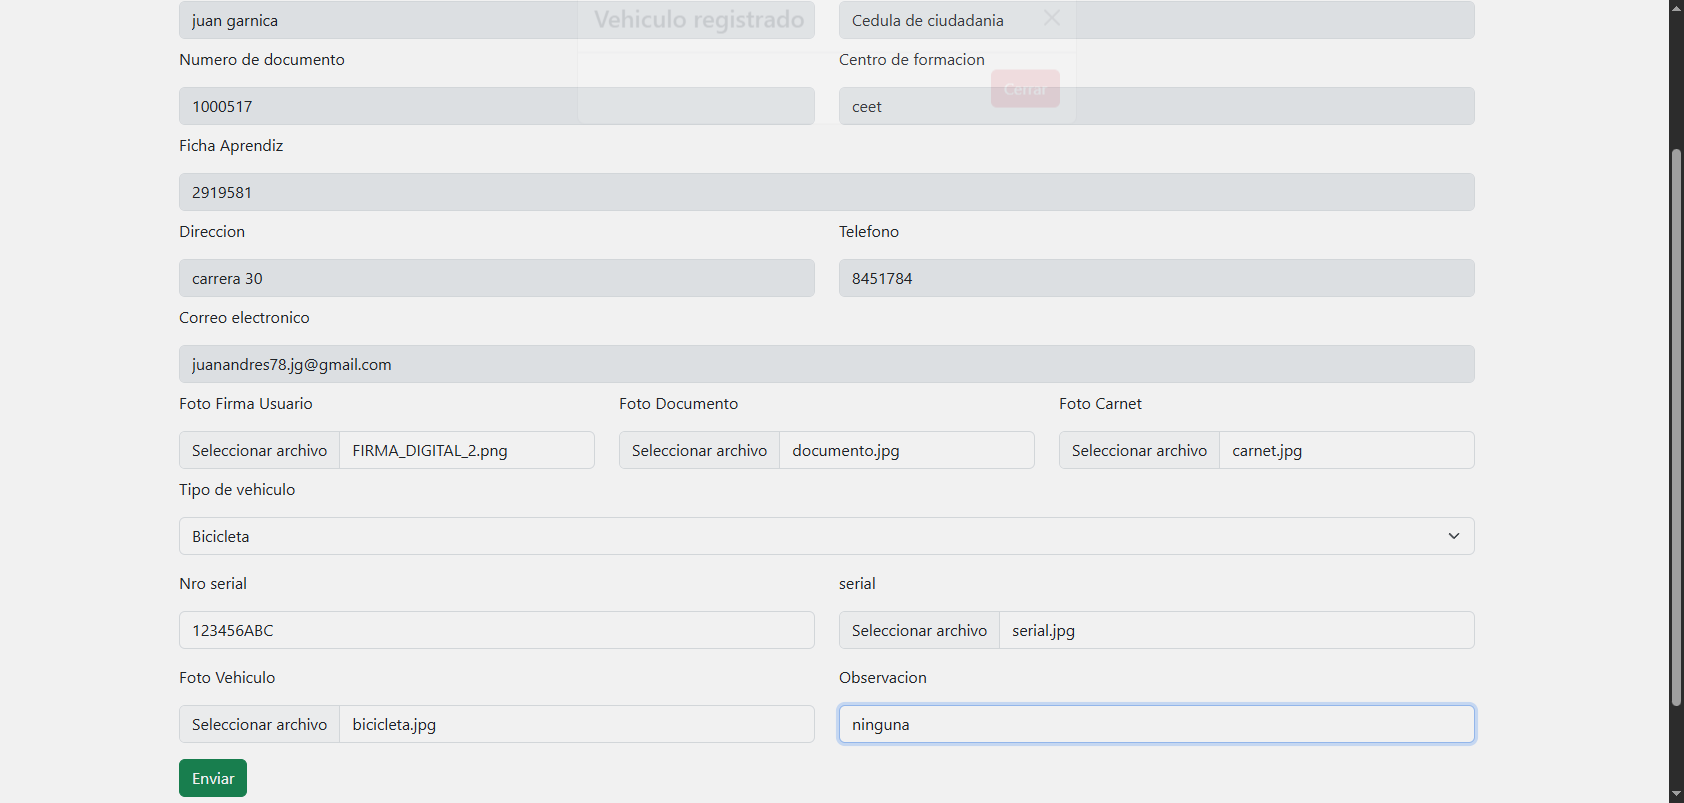 juan garnica
Vehiculo registrado
Cedula de ciudadania
Numero de documento
Centro de formacion
1000517
Cerrar
ceet
Ficha Aprendiz
2919581
Direccion
Telefono
carrera 30
8451784
Correo electronico
juanandres78.jg@gmail.com
Foto Firma Usuario
Foto Documento
Foto Carnet
Seleccionar archivo FIRMA_DIGITAL_2.png
Seleccionar archivo documento.jpg
Seleccionar archivo carnet.jpg
Tipo de vehiculo
Bicicleta
Nro serial
serial
123456ABC
Seleccionar archivo serial.jpg
Foto Vehiculo
Observacion
Seleccionar archivo bicicleta.jpg
ninguna
Enviar